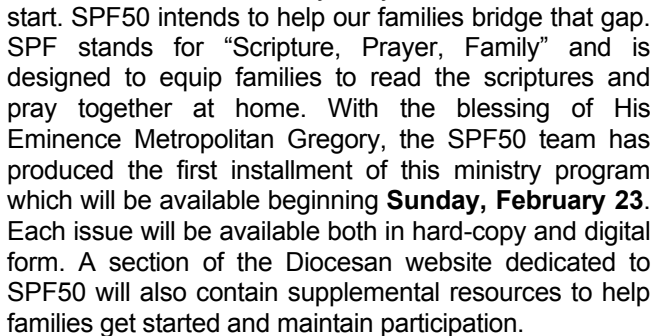 start. SPF50 intends to help our families bridge that gap.
SPF stands for “Scripture, Prayer, Family” and is
designed to equip families to read the scriptures and
pray together at home. With the blessing of His
Eminence Metropolitan Gregory, the SPF50 team has
produced the first installment of this ministry program
which will be available beginning Sunday, February 23.
Each issue will be available both in hard-copy and digital
form. A section of the Diocesan website dedicated to
SPF50 will also contain supplemental resources to help
families get started and maintain participation.